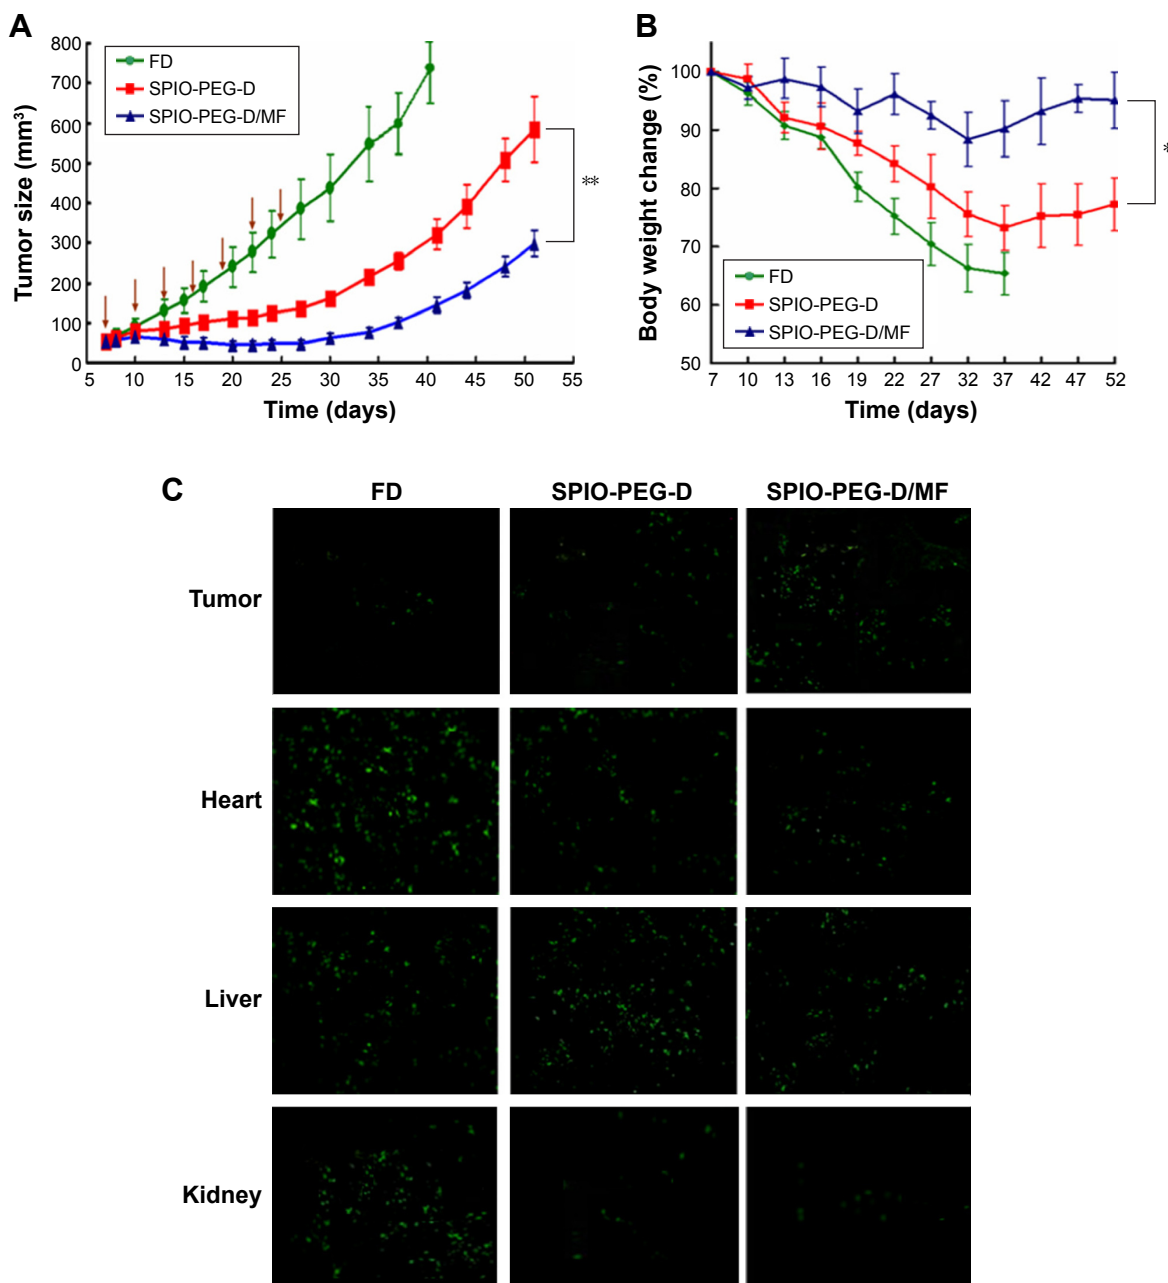 A
Tumor size (mm³)
800
700
600
500
400
300
200
100
0
FD
SPIO-PEG-D
SPIO-PEG-D/MF
**
5 10 15 20 25 30 35 40 45 50 55
Time (days)
B
Body weight change (%)
100
90
80
70
60
50
*
FD
SPIO-PEG-D
SPIO-PEG-D/MF
7 10 13 16 19 22 27 32 37 42 47 52
Time (days)
C
FD SPIO-PEG-D SPIO-PEG-D/MF
Tumor
Heart
Liver
Kidney